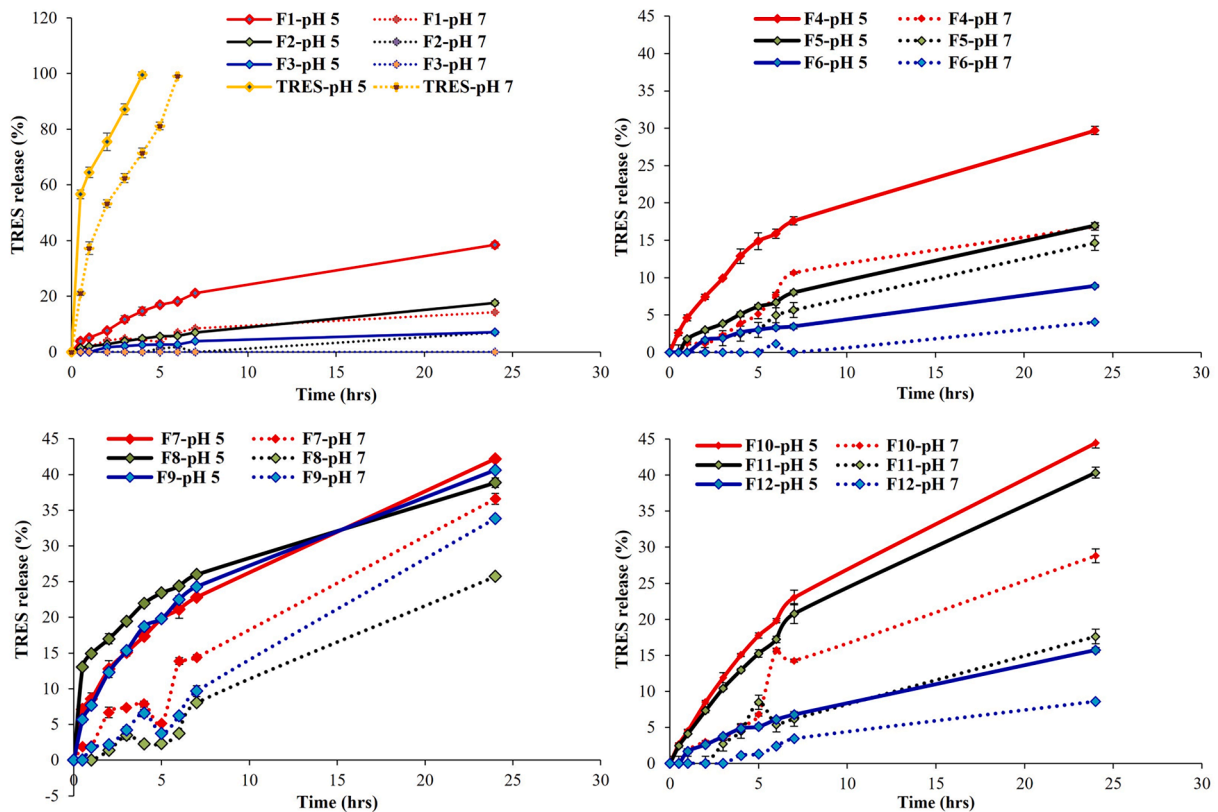 F1-pH 5 F1-pH 7
F2-pH 5 F2-pH 7
F3-pH 5 F3-pH 7
TRES-pH 5 TRES-pH 7
TRES release (%)
120
100
80
60
40
20
0
0 5 10 15 20 25 30
Time (hrs)
F4-pH 5 F4-pH 7
F5-pH 5 F5-pH 7
F6-pH 5 F6-pH 7
TRES release (%)
45
40
35
30
25
20
15
10
5
0
0 5 10 15 20 25 30
Time (hrs)
F7-pH 5 F7-pH 7
F8-pH 5 F8-pH 7
F9-pH 5 F9-pH 7
TRES release (%)
45
40
35
30
25
20
15
10
5
0
-5
0 5 10 15 20 25 30
Time (hrs)
F10-pH 5 F10-pH 7
F11-pH 5 F11-pH 7
F12-pH 5 F12-pH 7
TRES release (%)
45
40
35
30
25
20
15
10
5
0
0 5 10 15 20 25 30
Time (hrs)